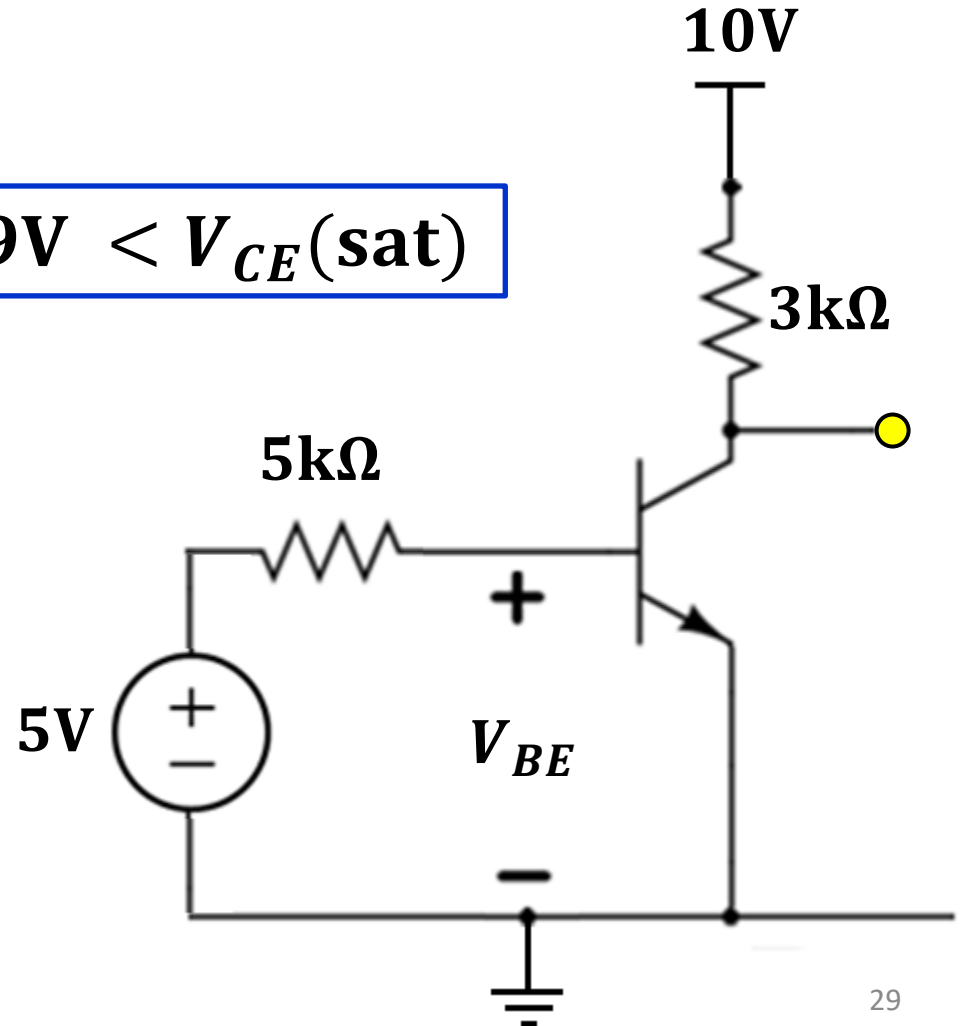 10V
9V < V_CE(sat)
3kΩ
5kΩ
+
5V
+
−
V_BE
−
29